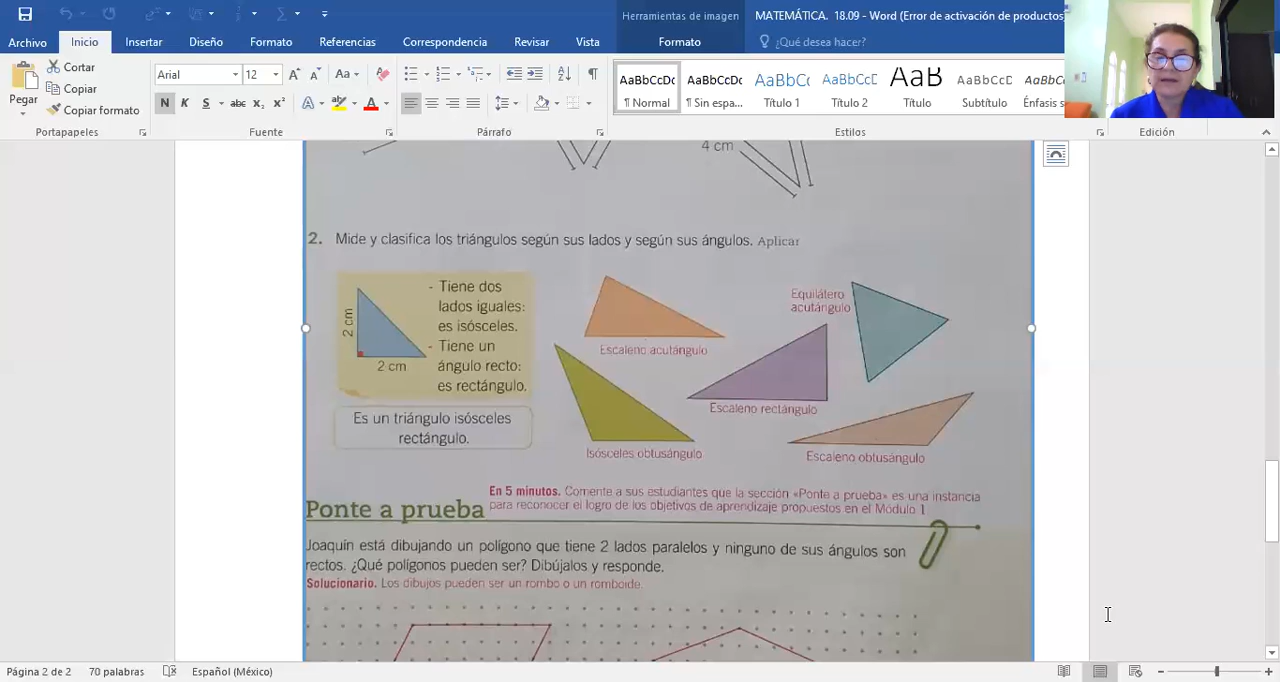 Herramientas de imagen
MATEMÁTICA. 18.09 - Word (Error de activación de productos
Archivo
Inicio
Insertar
Diseño
Formato
Referencias
Correspondencia
Revisar
Vista
Formato
¿Qué desea hacer?
Pegar
Cortar
Copiar
Copiar formato
Portapapeles
Arial
12
Aa
N K S abc x₂ x²
Fuente
Párrafo
AaBbCcDc
¶ Normal
AaBbCcDc
¶ Sin espa...
AaBbCc
Título 1
AaBbCcD
Título 2
AaB
Título
AaBbCcD
Subtítulo
AaBbCc
Énfasis s
Estilos
Edición
4 cm
2. Mide y clasifica los triángulos según sus lados y según sus ángulos. Aplicar
2 cm
2 cm
- Tiene dos
lados iguales:
es isósceles.
- Tiene un
ángulo recto:
es rectángulo.
Es un triángulo isósceles
rectángulo.
Escaleno acutángulo
Equilátero
acutángulo
Escaleno rectángulo
Isósceles obtusángulo
Escaleno obtusángulo
Ponte a prueba
En 5 minutos. Comente a sus estudiantes que la sección «Ponte a prueba» es una instancia
para reconocer el logro de los objetivos de aprendizaje propuestos en el Módulo 1
Joaquín está dibujando un polígono que tiene 2 lados paralelos y ninguno de sus ángulos son
rectos. ¿Qué polígonos pueden ser? Dibújalos y responde.
Solucionario. Los dibujos pueden ser un rombo o un romboide.
Página 2 de 2
70 palabras
Español (México)